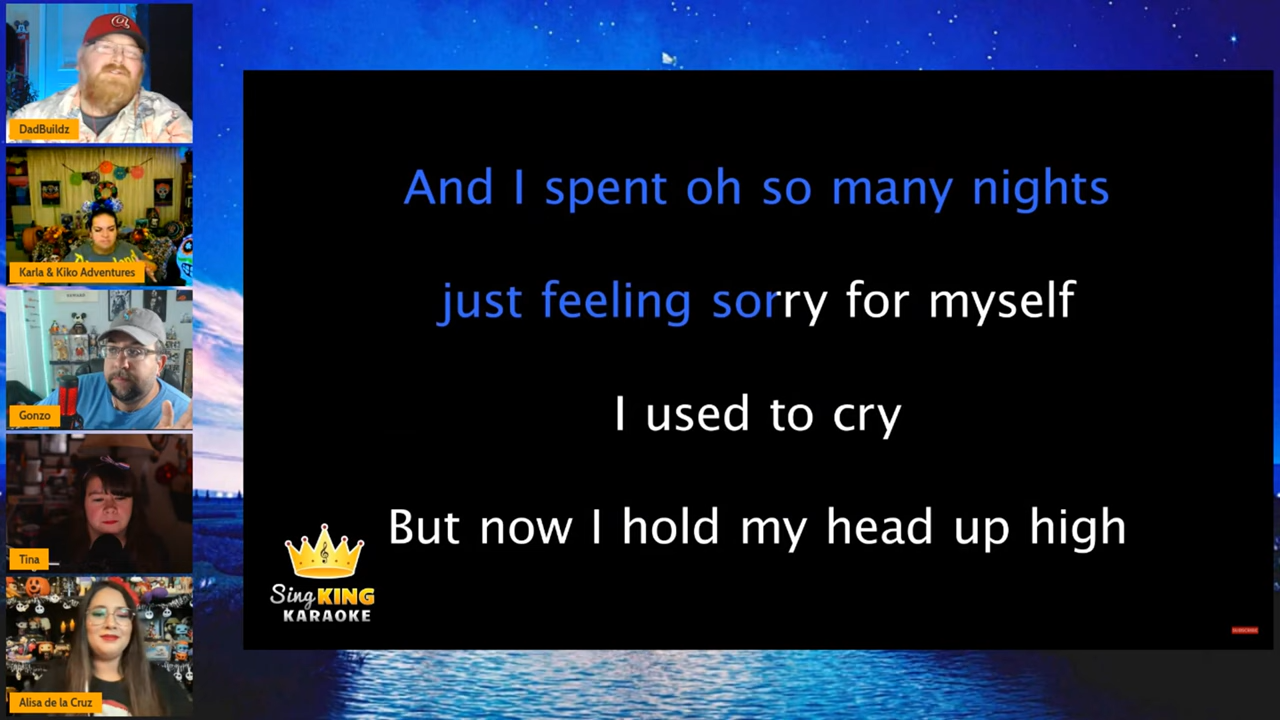 DadBuildz
Karla & Kiko Adventures
Gonzo
Tina
Alisa de la Cruz
And I spent oh so many nights
just feeling sorry for myself
I used to cry
But now I hold my head up high
Sing KING
KARAOKE